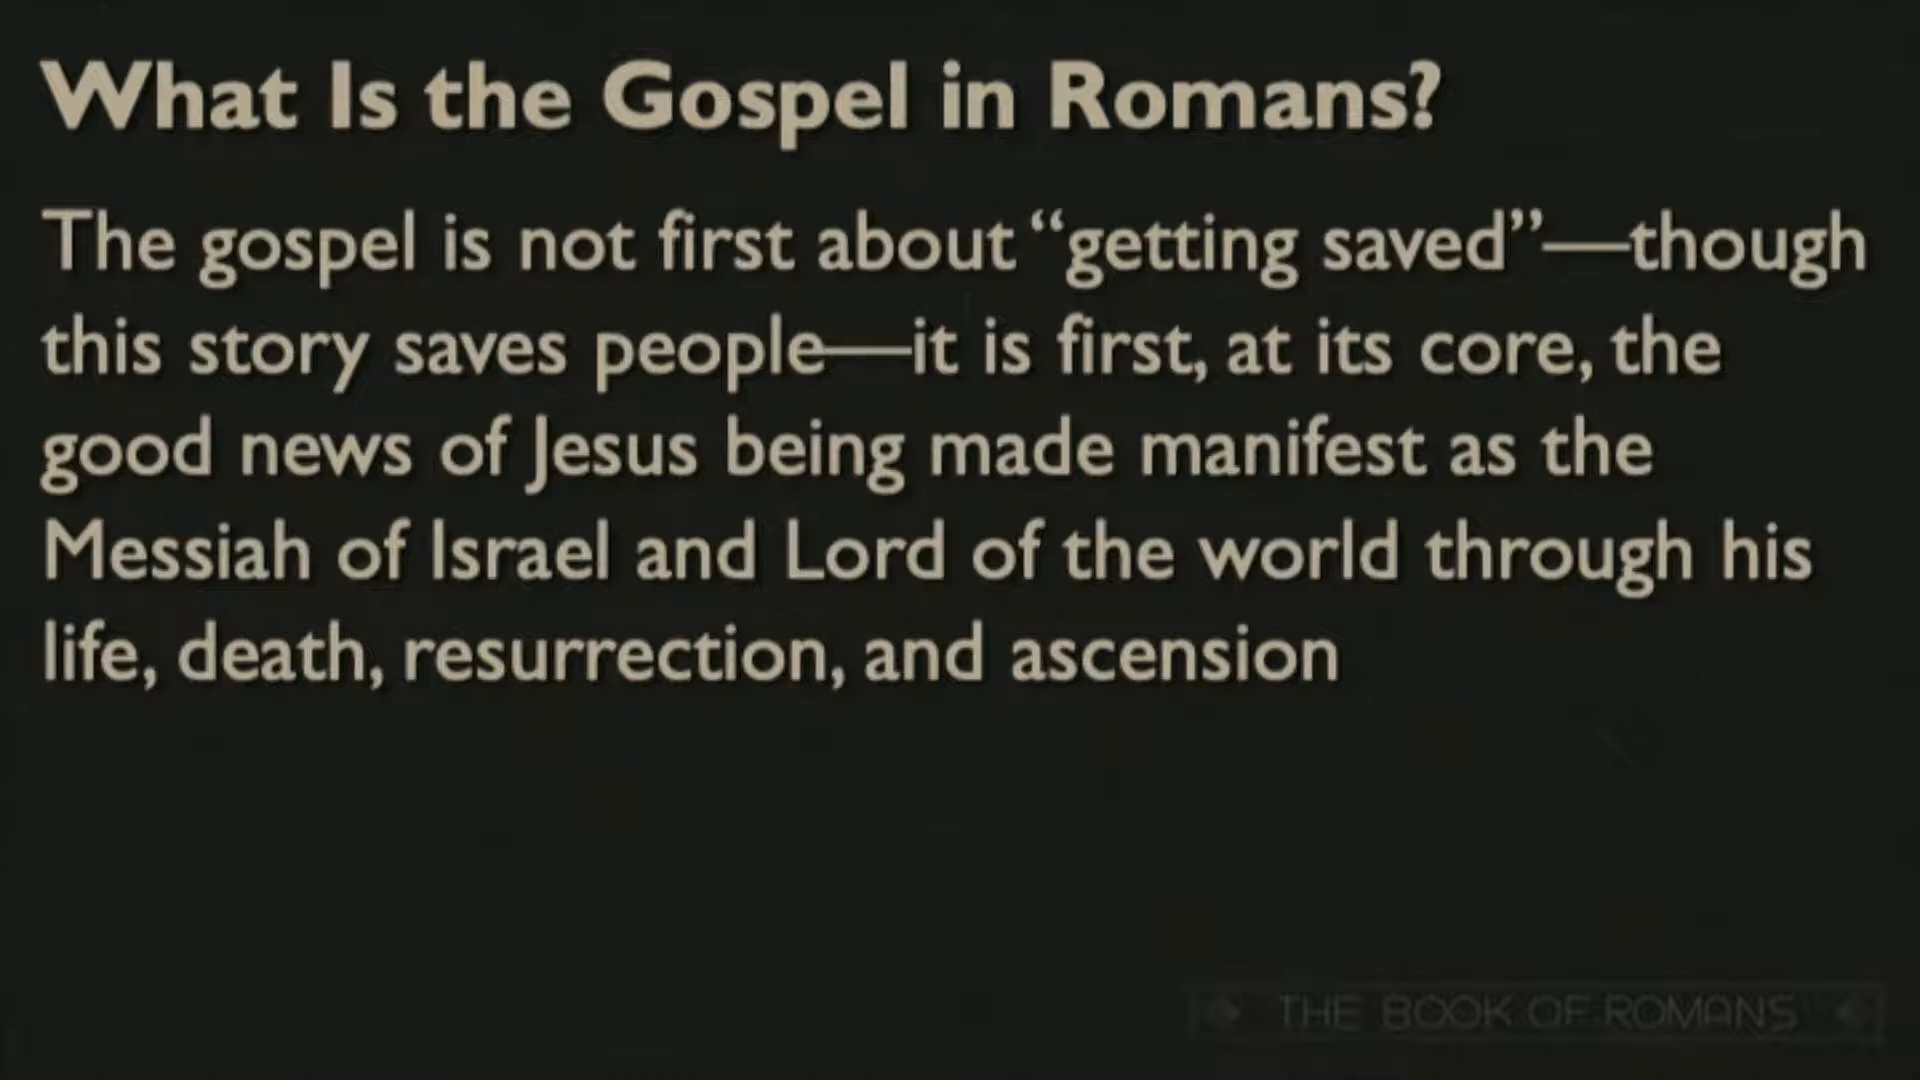 What Is the Gospel in Romans?
The gospel is not first about “getting saved”—though
this story saves people—it is first, at its core, the
good news of Jesus being made manifest as the
Messiah of Israel and Lord of the world through his
life, death, resurrection, and ascension
THE BOOK OF ROMANS